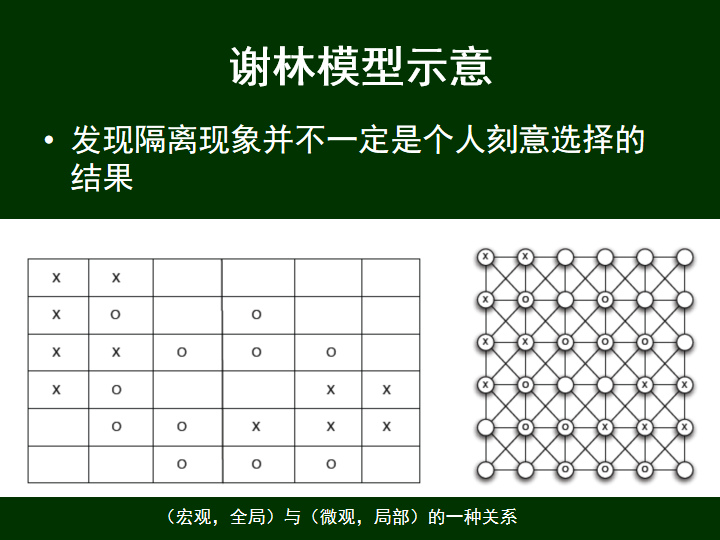 谢林模型示意
• 发现隔离现象并不一定是个人刻意选择的
结果
X X
X O O
X X O O O
X O X X
O O X X X
O O O
X X
X O O
X X O O O
X O X X
O O X X X
O O O
（宏观，全局）与（微观，局部）的一种关系